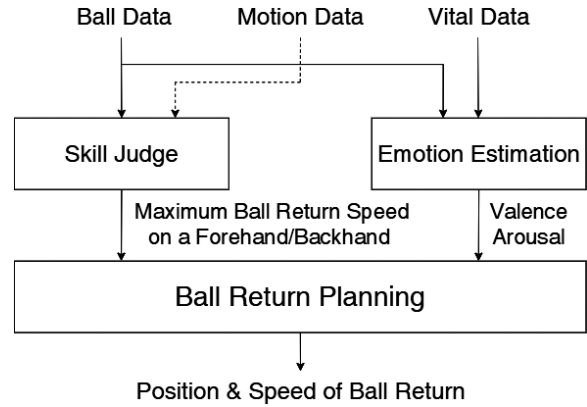 Ball Data
Motion Data
Vital Data
Skill Judge
Emotion Estimation
Maximum Ball Return Speed
on a Forehand/Backhand
Valence
Arousal
Ball Return Planning
Position & Speed of Ball Return